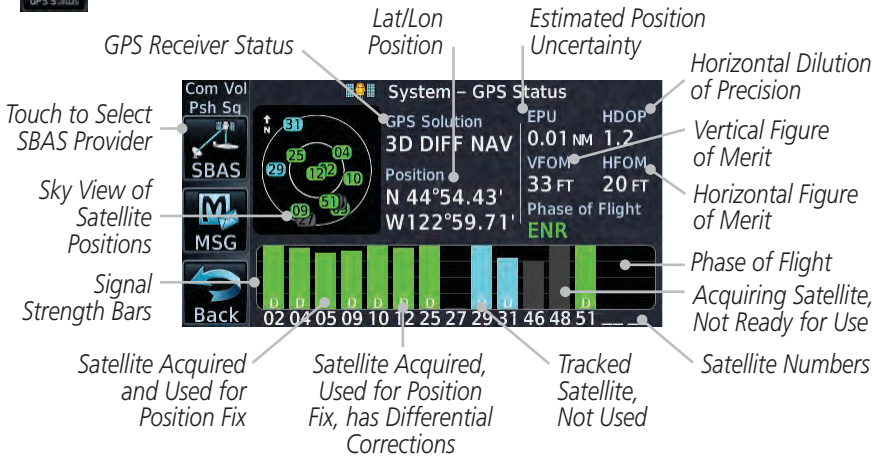 GPS Status
Lat/Lon Position
Estimated Position Uncertainty
GPS Receiver Status
Horizontal Dilution of Precision
Touch to Select SBAS Provider
Vertical Figure of Merit
Sky View of Satellite Positions
Horizontal Figure of Merit
Signal Strength Bars
Phase of Flight
Acquiring Satellite, Not Ready for Use
Com Vol
Psh Sq
System – GPS Status
SBAS
MSG
Back
N
31
25
04
29
12
02
10
09
51
27
GPS Solution
3D DIFF NAV
Position
N 44°54.43'
W122°59.71'
EPU HDOP
0.01 NM 1.2
VFOM HFOM
33 FT 20 FT
Phase of Flight
ENR
D D D D D D D D D
02 04 05 09 10 12 25 27 29 31 46 48 51 __ __
Satellite Acquired and Used for Position Fix
Satellite Acquired, Used for Position Fix, has Differential Corrections
Tracked Satellite, Not Used
Satellite Numbers